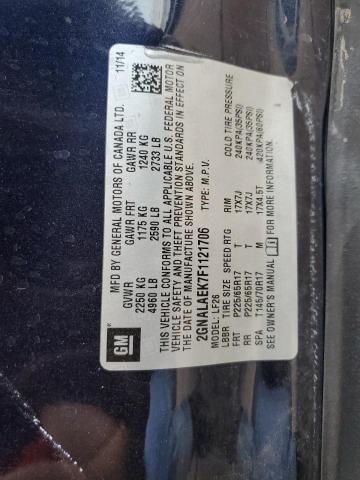 GM
MFD BY GENERAL MOTORS OF CANADA LTD. 11/14
GVWR GAWR FRT GAWR RR
2250 KG 1175 KG 1240 KG
4960 LB 2590 LB 2733 LB
THIS VEHICLE CONFORMS TO ALL APPLICABLE U.S. FEDERAL MOTOR
VEHICLE SAFETY AND THEFT PREVENTION STANDARDS IN EFFECT ON
THE DATE OF MANUFACTURE SHOWN ABOVE.
2GNALAEK7F1121706 TYPE: M.P.V.
MODEL: LF26
LBBR TIRE SIZE SPEED RTG RIM COLD TIRE PRESSURE
FRT P225/65R17 T 17X7J 240KPA(35PSI)
RR P225/65R17 T 17X7J 240KPA(35PSI)
SPA T145/70R17 M 17X4.5T 420KPA(60PSI)
SEE OWNER'S MANUAL FOR MORE INFORMATION.